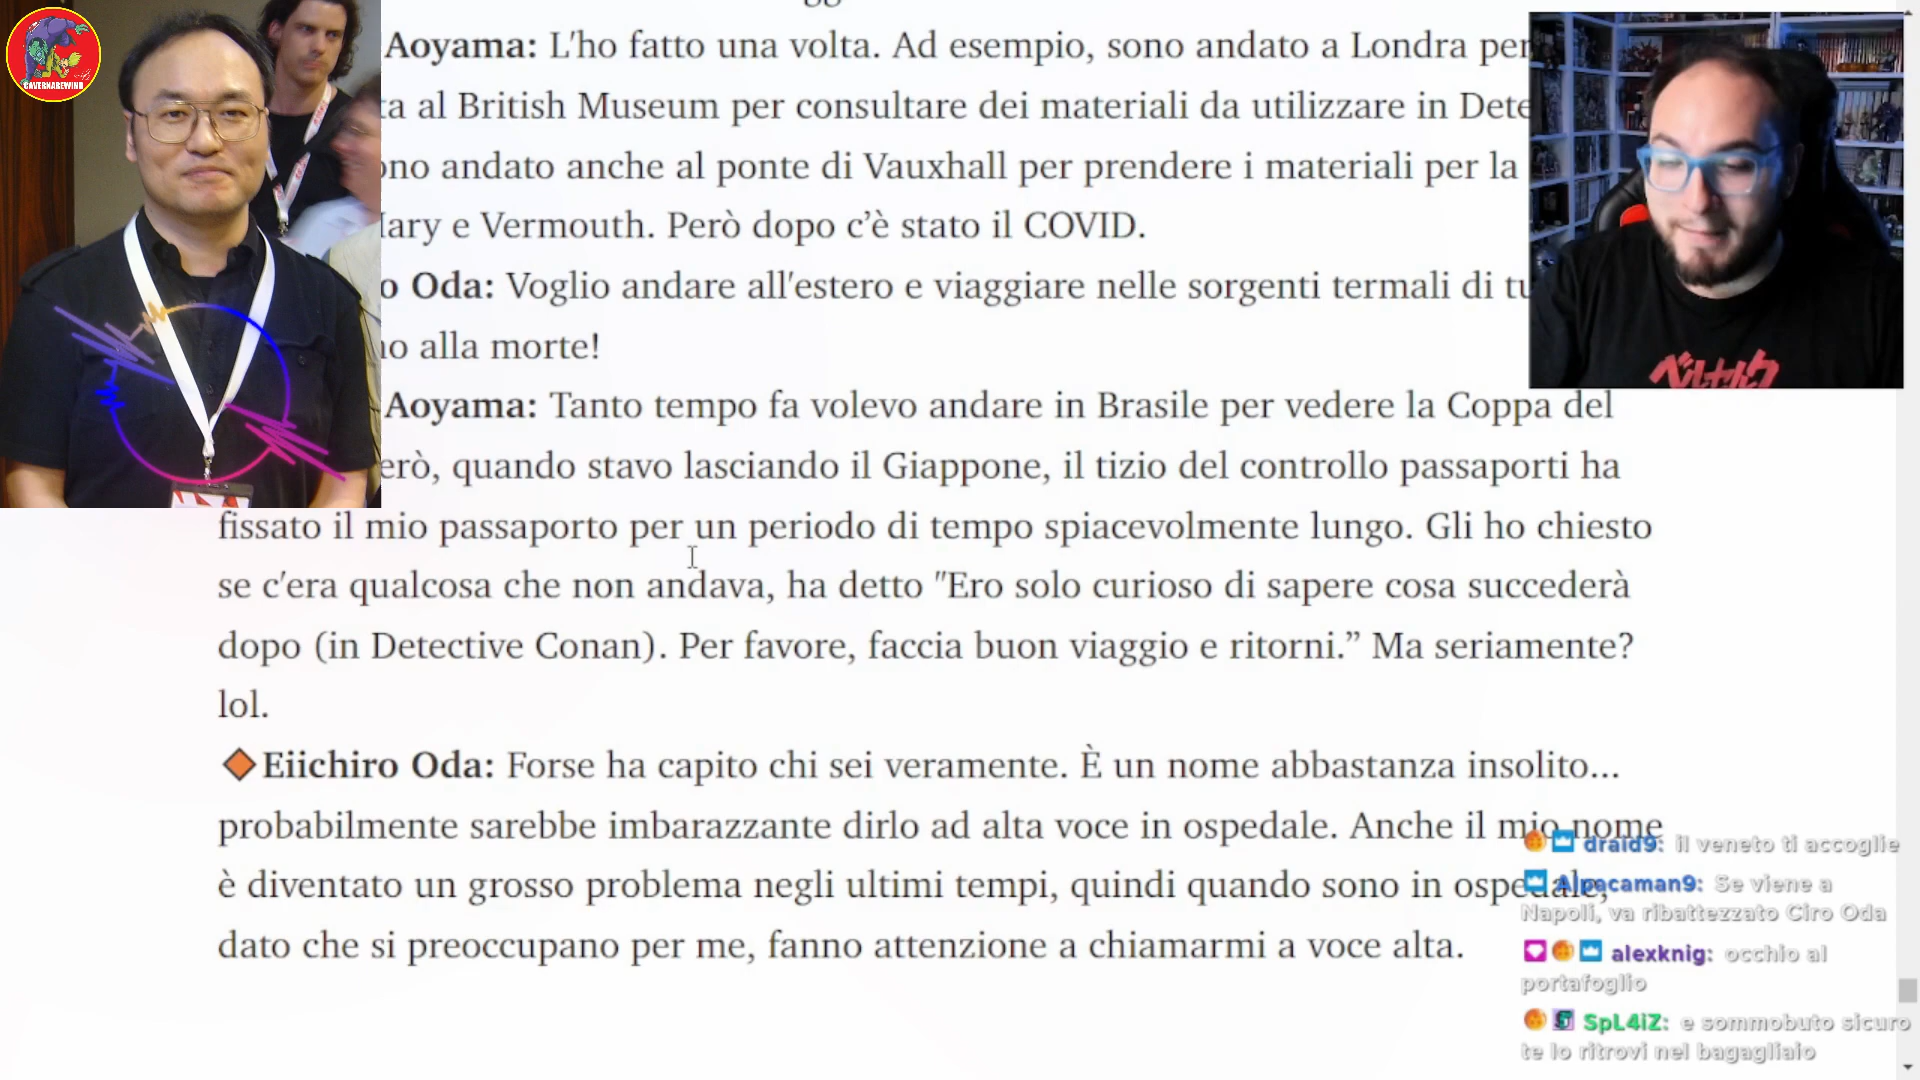 CAVERNAREWIND
Aoyama: L'ho fatto una volta. Ad esempio, sono andato a Londra per
ta al British Museum per consultare dei materiali da utilizzare in Dete
ono andato anche al ponte di Vauxhall per prendere i materiali per la
Mary e Vermouth. Però dopo c’è stato il COVID.
o Oda: Voglio andare all'estero e viaggiare nelle sorgenti termali di tu
no alla morte!
ベルセルク
Aoyama: Tanto tempo fa volevo andare in Brasile per vedere la Coppa del
erò, quando stavo lasciando il Giappone, il tizio del controllo passaporti ha
fissato il mio passaporto per un periodo di tempo spiacevolmente lungo. Gli ho chiesto
se c'era qualcosa che non andava, ha detto "Ero solo curioso di sapere cosa succederà
dopo (in Detective Conan). Per favore, faccia buon viaggio e ritorni.” Ma seriamente?
lol.
Eiichiro Oda: Forse ha capito chi sei veramente. È un nome abbastanza insolito...
probabilmente sarebbe imbarazzante dirlo ad alta voce in ospedale. Anche il mio nome
è diventato un grosso problema negli ultimi tempi, quindi quando sono in ospedale,
dato che si preoccupano per me, fanno attenzione a chiamarmi a voce alta.
draid9: il veneto ti accoglie
Alpacaman9: Se viene a
Napoli, va ribattezzato Ciro Oda
alexknig: occhio al
portafoglio
SpL4iZ: e sommobuto sicuro
te lo ritrovi nel bagagliaio